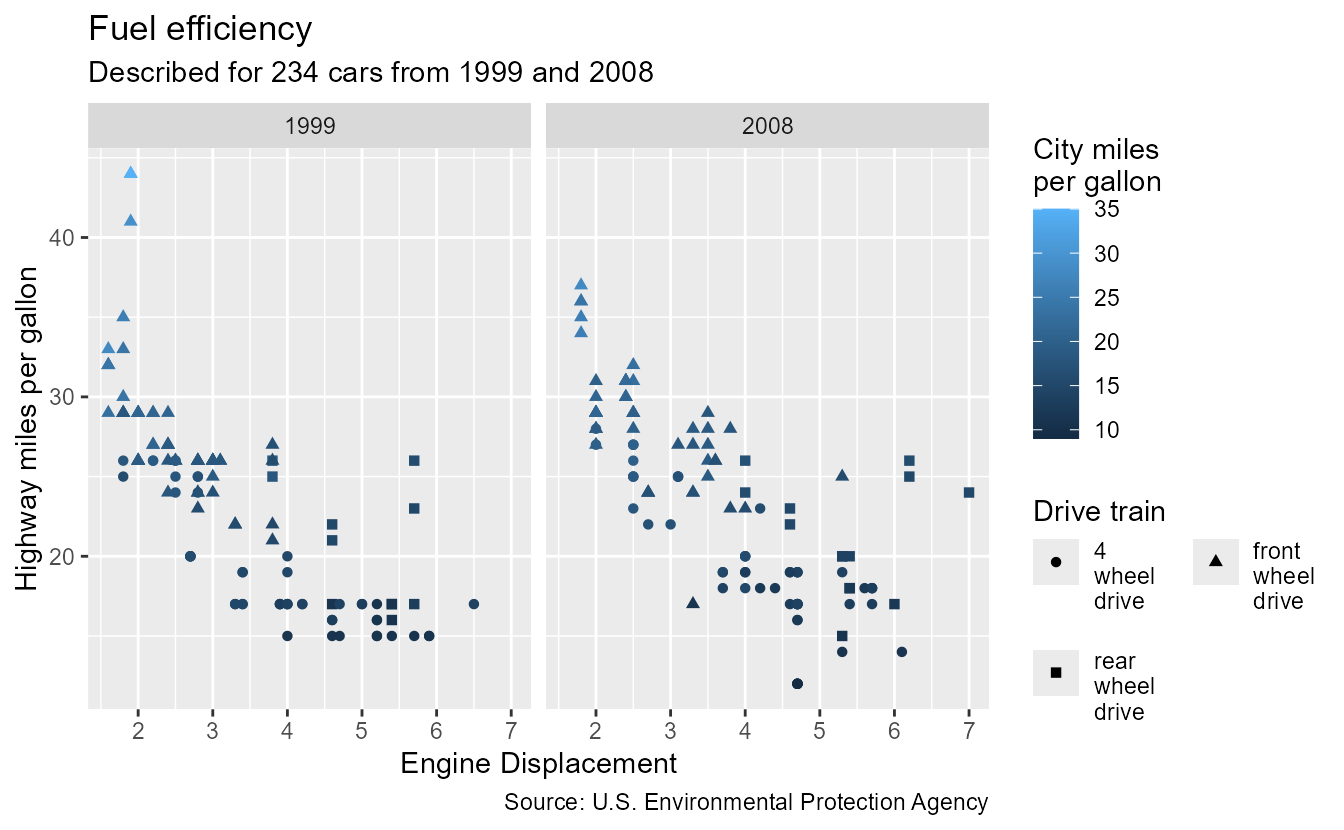 Fuel efficiency
Described for 234 cars from 1999 and 2008
1999
2008
Highway miles per gallon
40
30
20
2 3 4 5 6 7
2 3 4 5 6 7
Engine Displacement
Source: U.S. Environmental Protection Agency
City miles
per gallon
35
30
25
20
15
10
Drive train
4
wheel
drive
front
wheel
drive
rear
wheel
drive